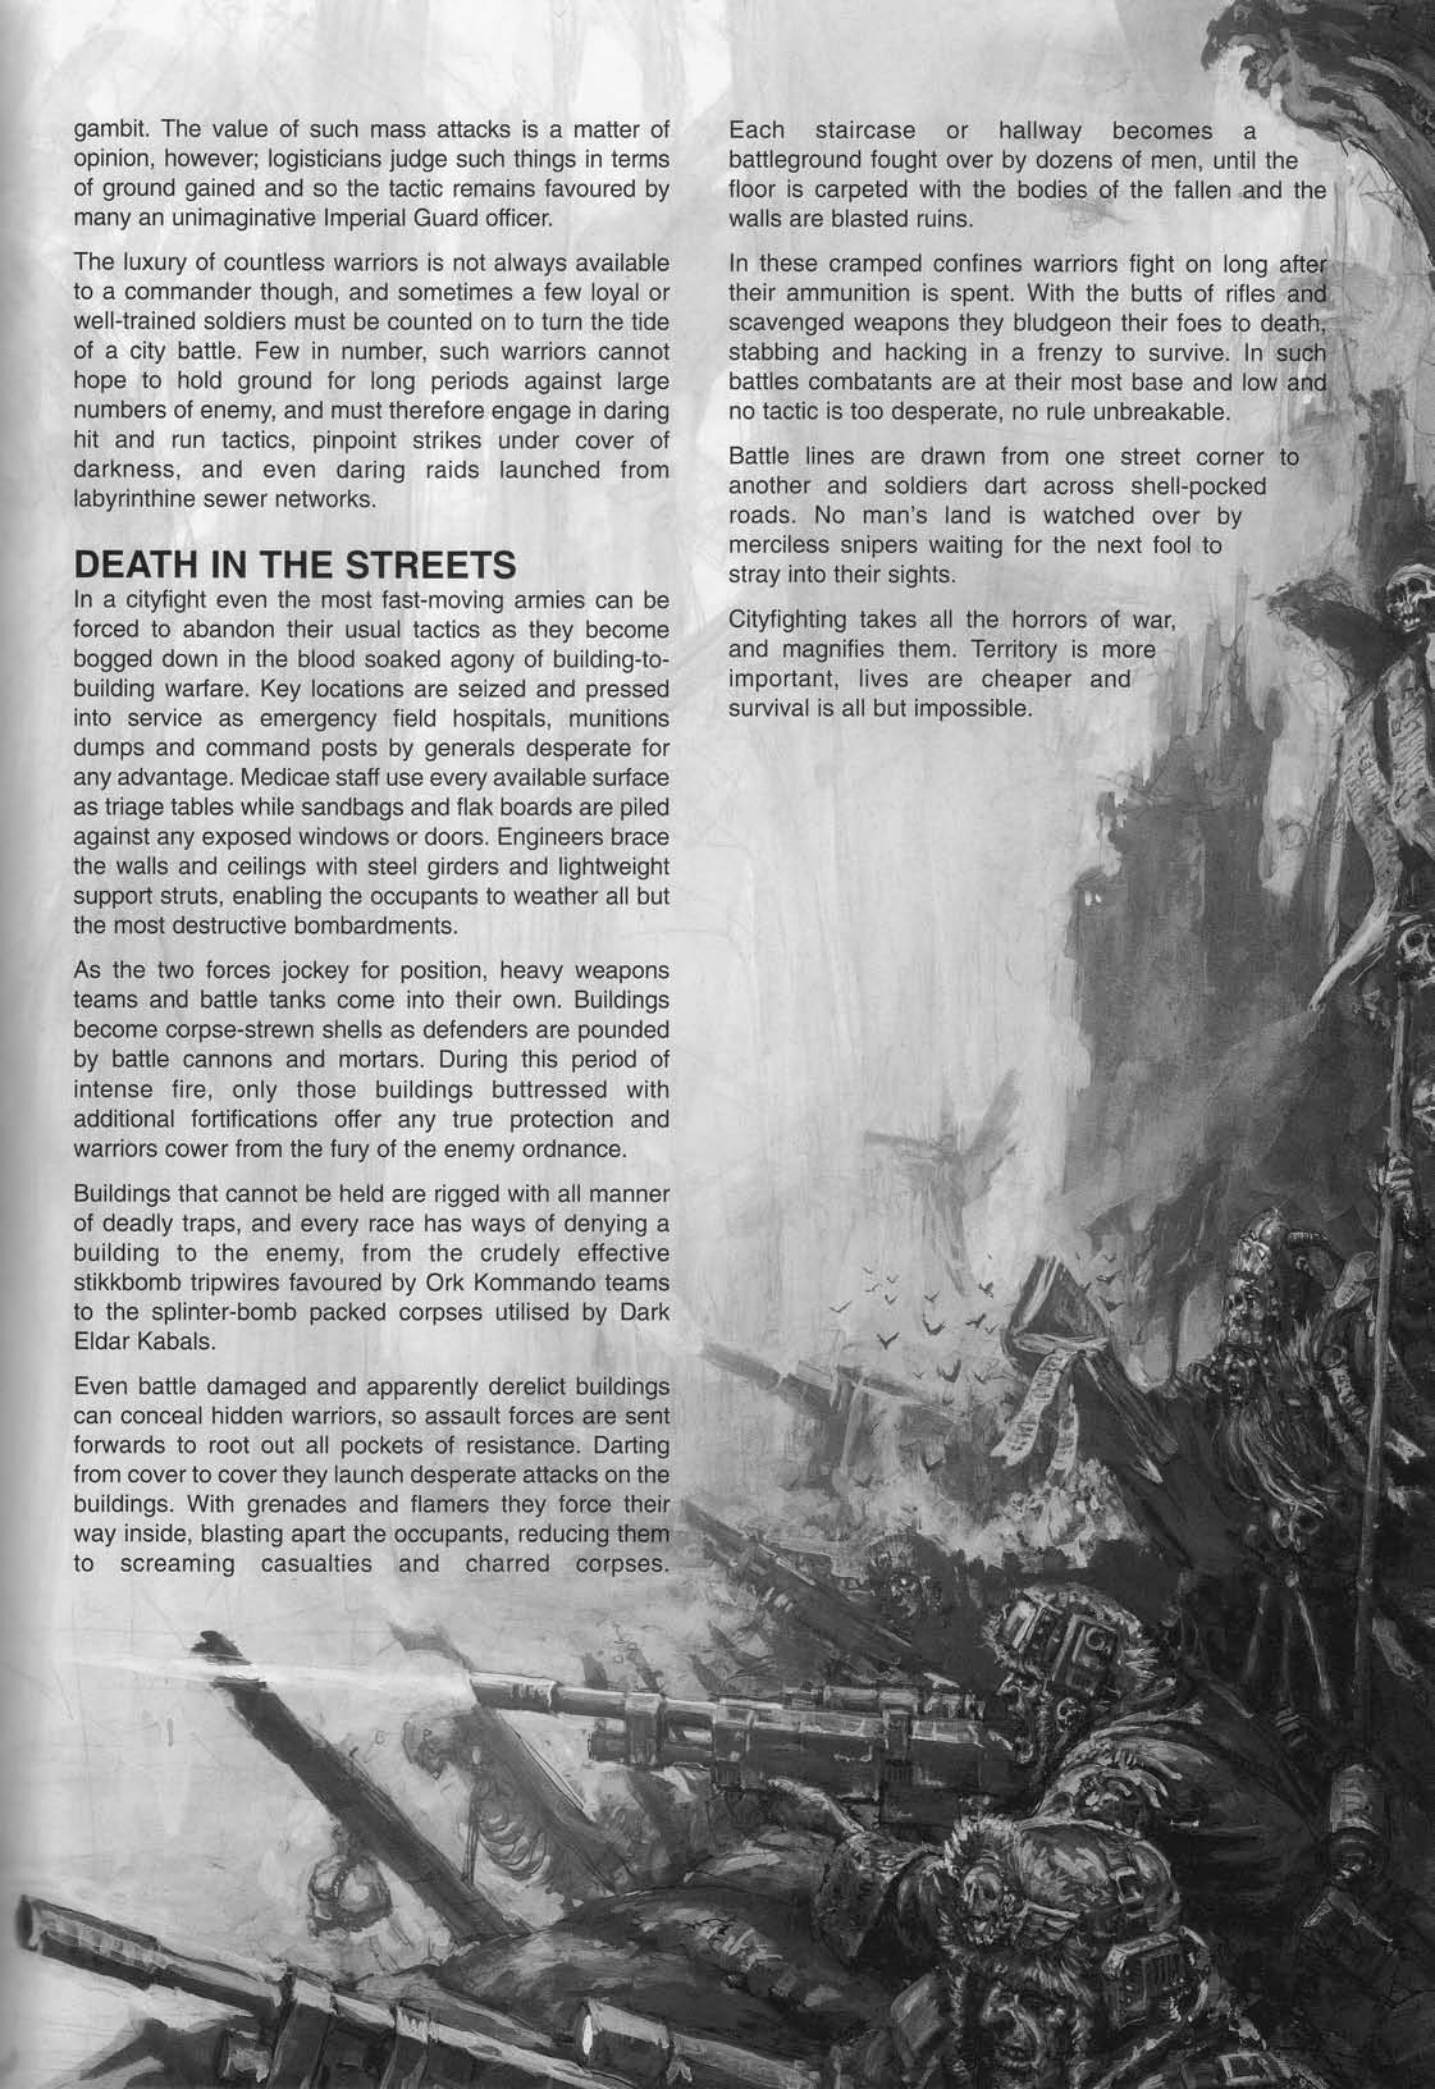 gambit. The value of such mass attacks is a matter of
opinion, however; logisticians judge such things in terms
of ground gained and so the tactic remains favoured by
many an unimaginative Imperial Guard officer.
The luxury of countless warriors is not always available
to a commander though, and sometimes a few loyal or
well-trained soldiers must be counted on to turn the tide
of a city battle. Few in number, such warriors cannot
hope to hold ground for long periods against large
numbers of enemy, and must therefore engage in daring
hit and run tactics, pinpoint strikes under cover of
darkness, and even daring raids launched from
labyrinthine sewer networks.
DEATH IN THE STREETS
In a cityfight even the most fast-moving armies can be
forced to abandon their usual tactics as they become
bogged down in the blood soaked agony of building-to-
building warfare. Key locations are seized and pressed
into service as emergency field hospitals, munitions
dumps and command posts by generals desperate for
any advantage. Medicae staff use every available surface
as triage tables while sandbags and flak boards are piled
against any exposed windows or doors. Engineers brace
the walls and ceilings with steel girders and lightweight
support struts, enabling the occupants to weather all but
the most destructive bombardments.
As the two forces jockey for position, heavy weapons
teams and battle tanks come into their own. Buildings
become corpse-strewn shells as defenders are pounded
by battle cannons and mortars. During this period of
intense fire, only those buildings buttressed with
additional fortifications offer any true protection and
warriors cower from the fury of the enemy ordnance.
Buildings that cannot be held are rigged with all manner
of deadly traps, and every race has ways of denying a
building to the enemy, from the crudely effective
stikkbomb tripwires favoured by Ork Kommando teams
to the splinter-bomb packed corpses utilised by Dark
Eldar Kabals.
Even battle damaged and apparently derelict buildings
can conceal hidden warriors, so assault forces are sent
forwards to root out all pockets of resistance. Darting
from cover to cover they launch desperate attacks on the
buildings. With grenades and flamers they force their
way inside, blasting apart the occupants, reducing them
to screaming casualties and charred corpses.
Each staircase or hallway becomes a
battleground fought over by dozens of men, until the
floor is carpeted with the bodies of the fallen and the
walls are blasted ruins.
In these cramped confines warriors fight on long after
their ammunition is spent. With the butts of rifles and
scavenged weapons they bludgeon their foes to death,
stabbing and hacking in a frenzy to survive. In such
battles combatants are at their most base and low and
no tactic is too desperate, no rule unbreakable.
Battle lines are drawn from one street corner to
another and soldiers dart across shell-pocked
roads. No man's land is watched over by
merciless snipers waiting for the next fool to
stray into their sights.
Cityfighting takes all the horrors of war,
and magnifies them. Territory is more
important, lives are cheaper and
survival is all but impossible.